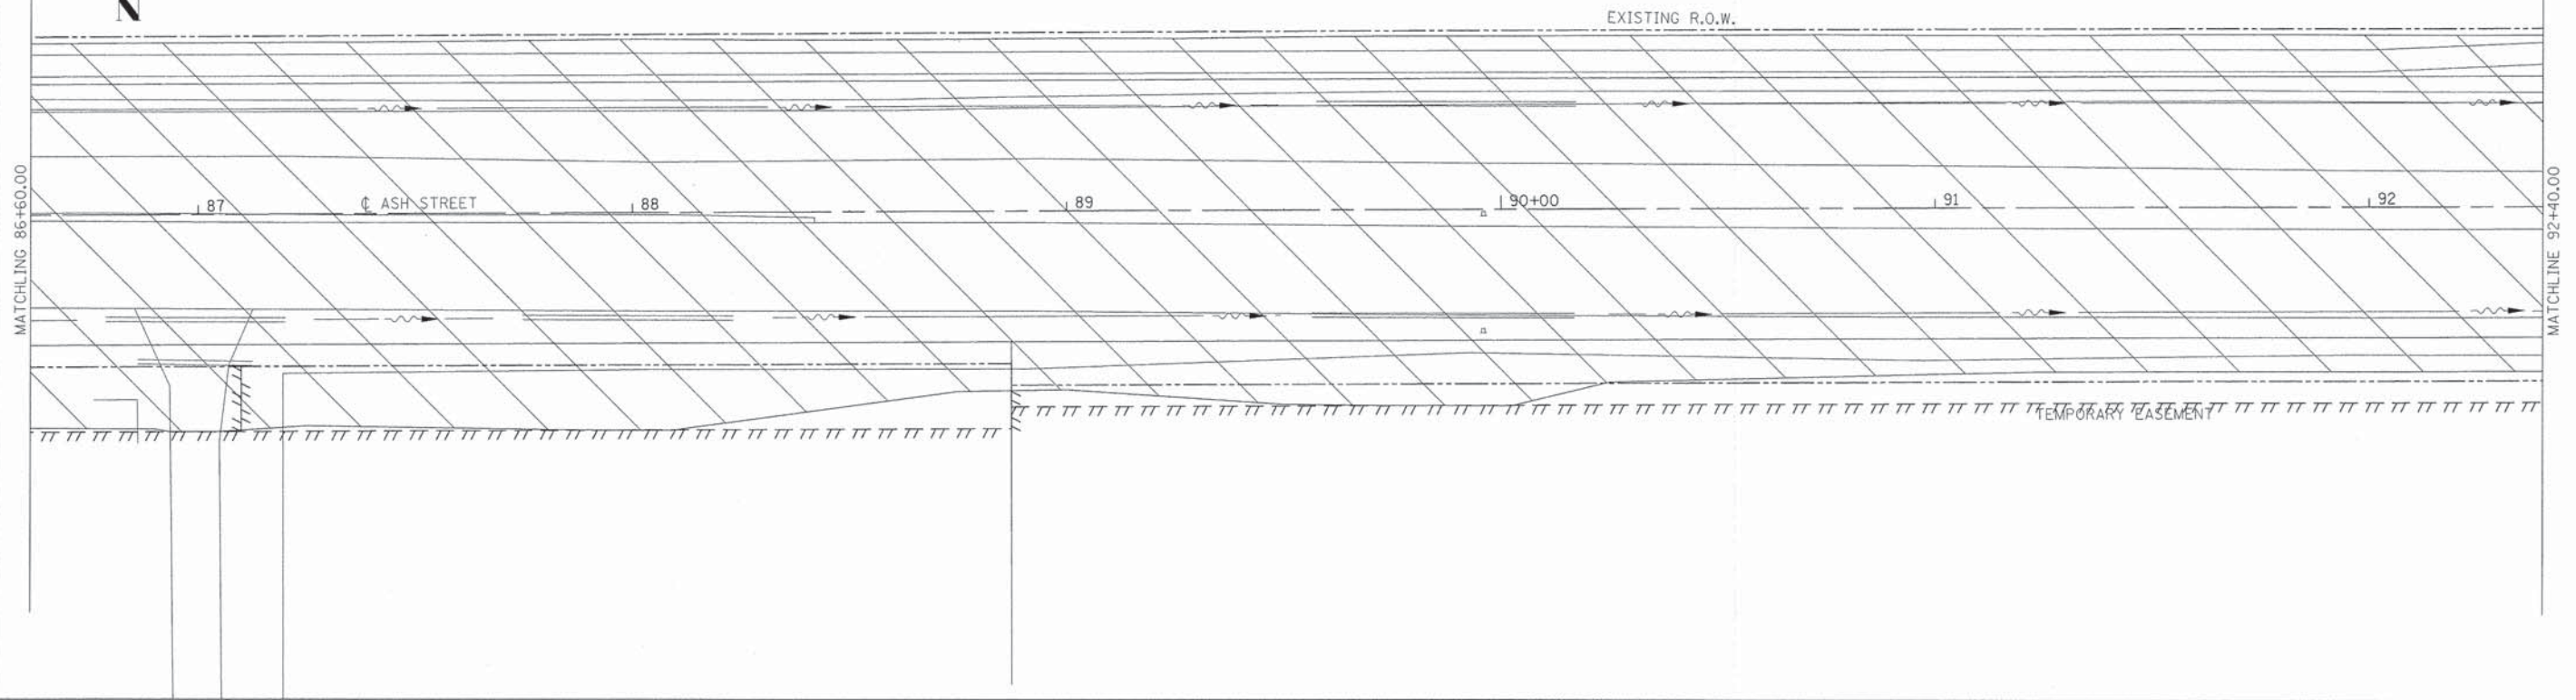 N
EXISTING R.O.W.
MATCHLING 86+60.00
87
℄ ASH STREET
88
89
90+00
91
92
MATCHLINE 92+40.00
TEMPORARY EASEMENT